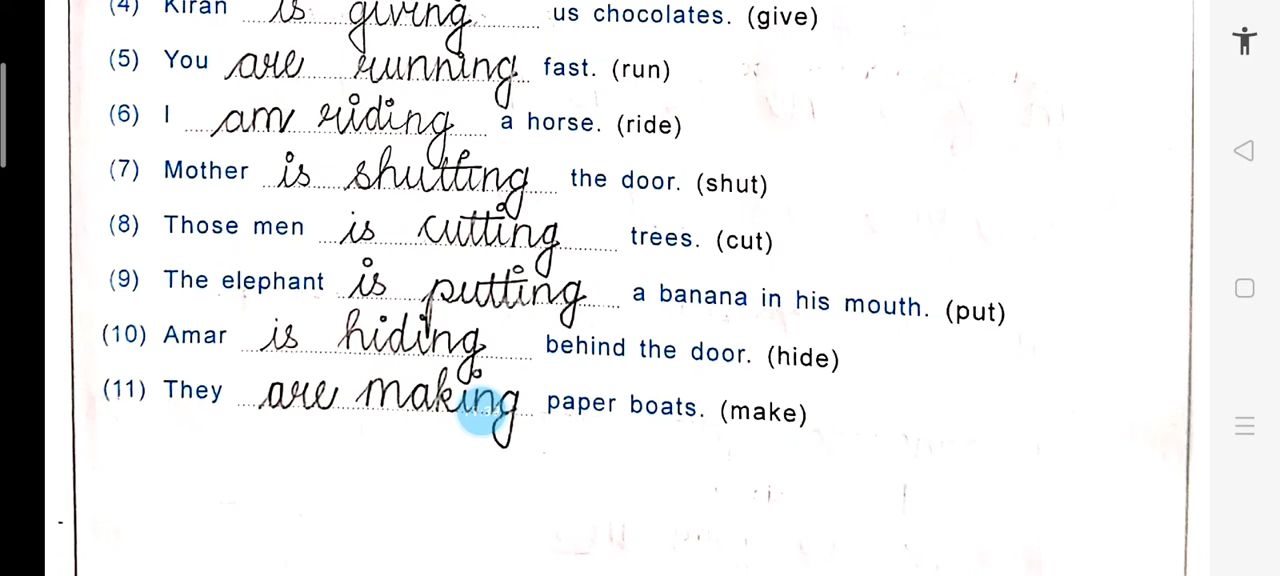 (4) Kiran is giving us chocolates. (give)
(5) You are running fast. (run)
(6) I am riding a horse. (ride)
(7) Mother is shutting the door. (shut)
(8) Those men is cutting trees. (cut)
(9) The elephant is putting a banana in his mouth. (put)
(10) Amar is hiding behind the door. (hide)
(11) They are making paper boats. (make)